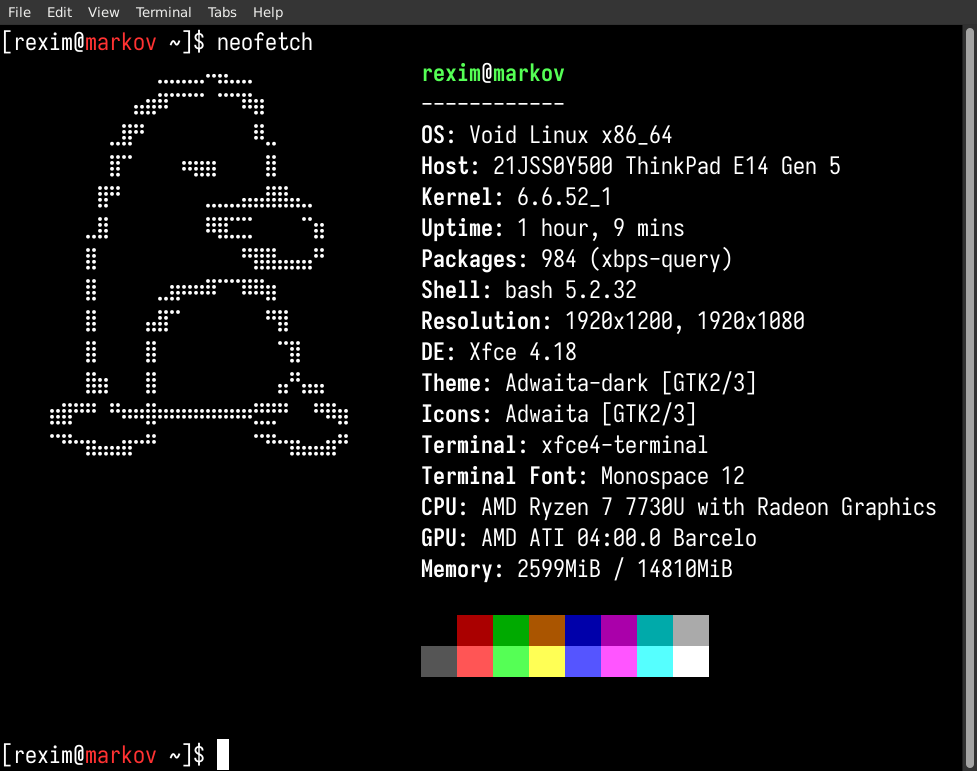 File Edit View Terminal Tabs Help
[rexim@markov ~]$ neofetch
rexim@markov
------------
OS: Void Linux x86_64
Host: 21JSS0Y500 ThinkPad E14 Gen 5
Kernel: 6.6.52_1
Uptime: 1 hour, 9 mins
Packages: 984 (xbps-query)
Shell: bash 5.2.32
Resolution: 1920x1200, 1920x1080
DE: Xfce 4.18
Theme: Adwaita-dark [GTK2/3]
Icons: Adwaita [GTK2/3]
Terminal: xfce4-terminal
Terminal Font: Monospace 12
CPU: AMD Ryzen 7 7730U with Radeon Graphics
GPU: AMD ATI 04:00.0 Barcelo
Memory: 2599MiB / 14810MiB
[rexim@markov ~]$